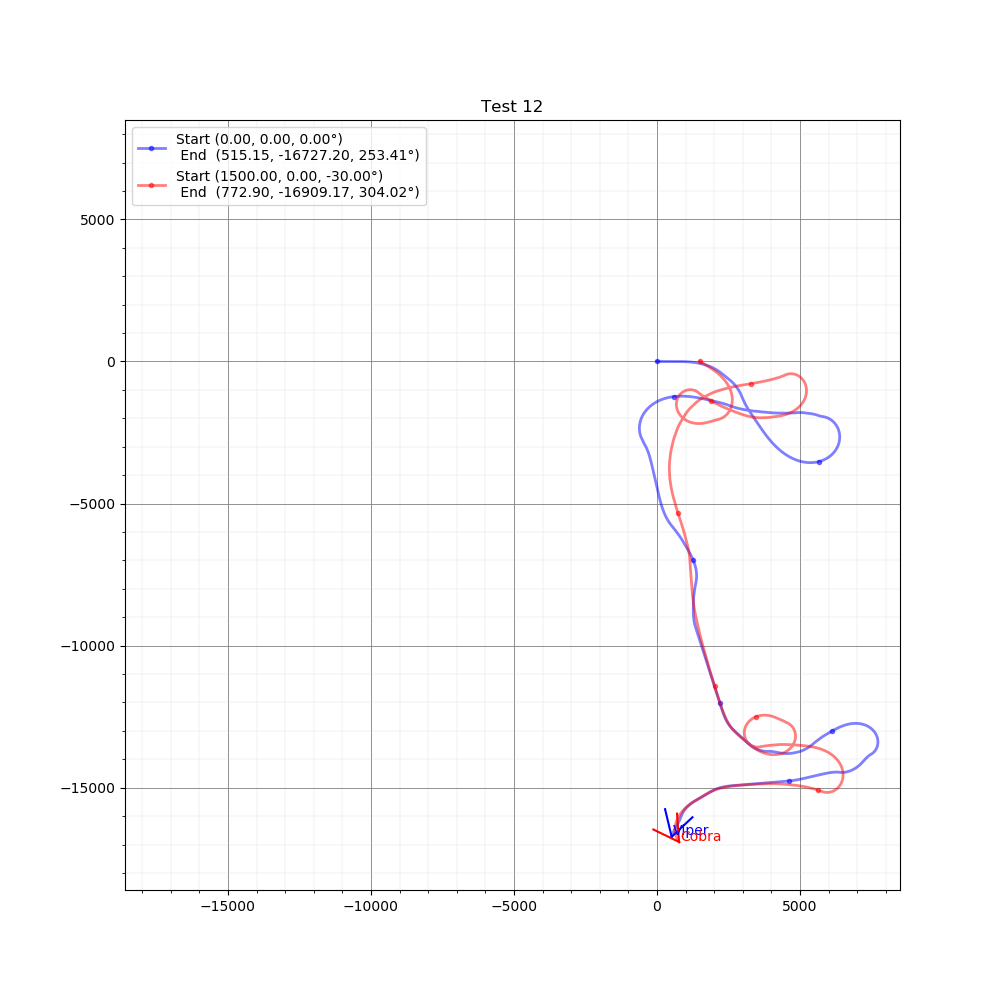 Test 12
Start (0.00, 0.00, 0.00°)
End (515.15, -16727.20, 253.41°)
Start (1500.00, 0.00, -30.00°)
End (772.90, -16909.17, 304.02°)
5000
0
−5000
−10000
−15000
Viper
Cobra
−15000 −10000 −5000 0 5000